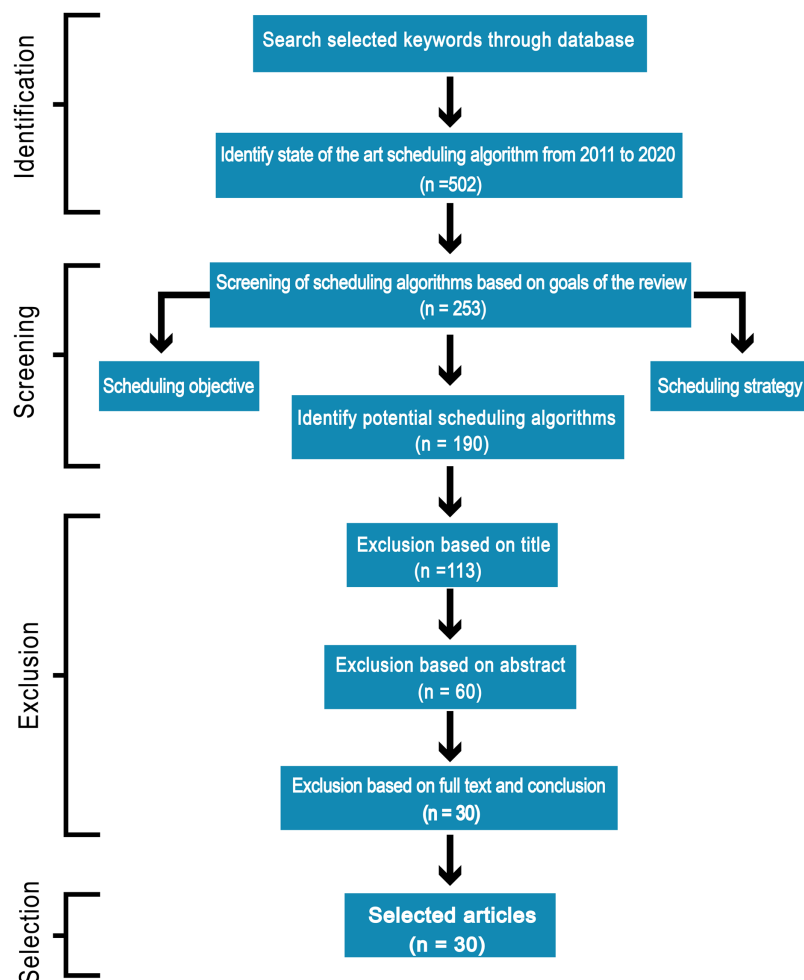 Identification
Search selected keywords through database
Identify state of the art scheduling algorithm from 2011 to 2020
(n =502)
Screening
Screening of scheduling algorithms based on goals of the review
(n = 253)
Scheduling objective
Scheduling strategy
Identify potential scheduling algorithms
(n = 190)
Exclusion
Exclusion based on title
(n =113)
Exclusion based on abstract
(n = 60)
Exclusion based on full text and conclusion
(n = 30)
Selection
Selected articles
(n = 30)